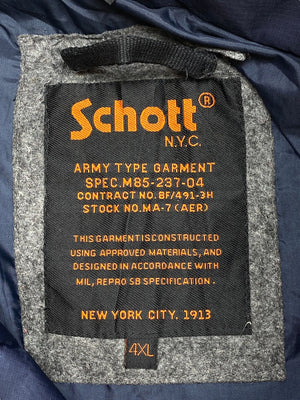 Schott®
N.Y.C.
ARMY TYPE GARMENT
SPEC.M85-237-04
CONTRACT NO.BF/491-3H
STOCK NO.MA-7 (AER)
THIS GARMENT IS CONSTRUCTED
USING APPROVED MATERIALS, AND
DESIGNED IN ACCORDANCE WITH
MIL, REPRO SB SPECIFICATION.
NEW YORK CITY. 1913
4XL